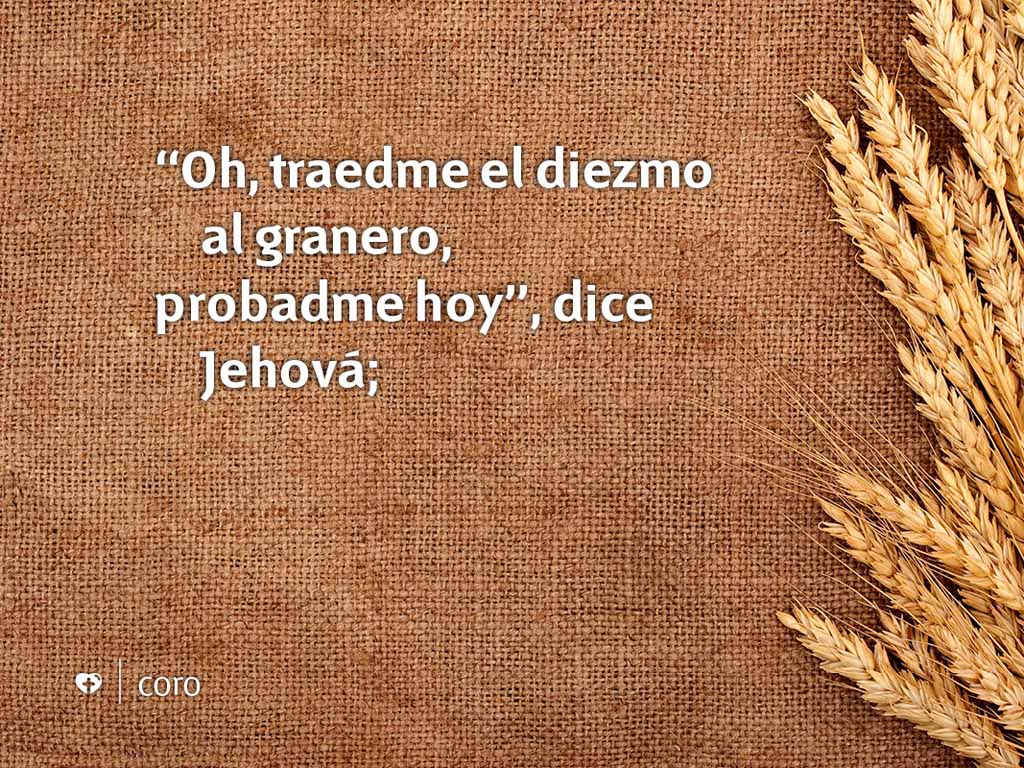 “Oh, traedme el diezmo
al granero,
probadme hoy”, dice
Jehová;
coro